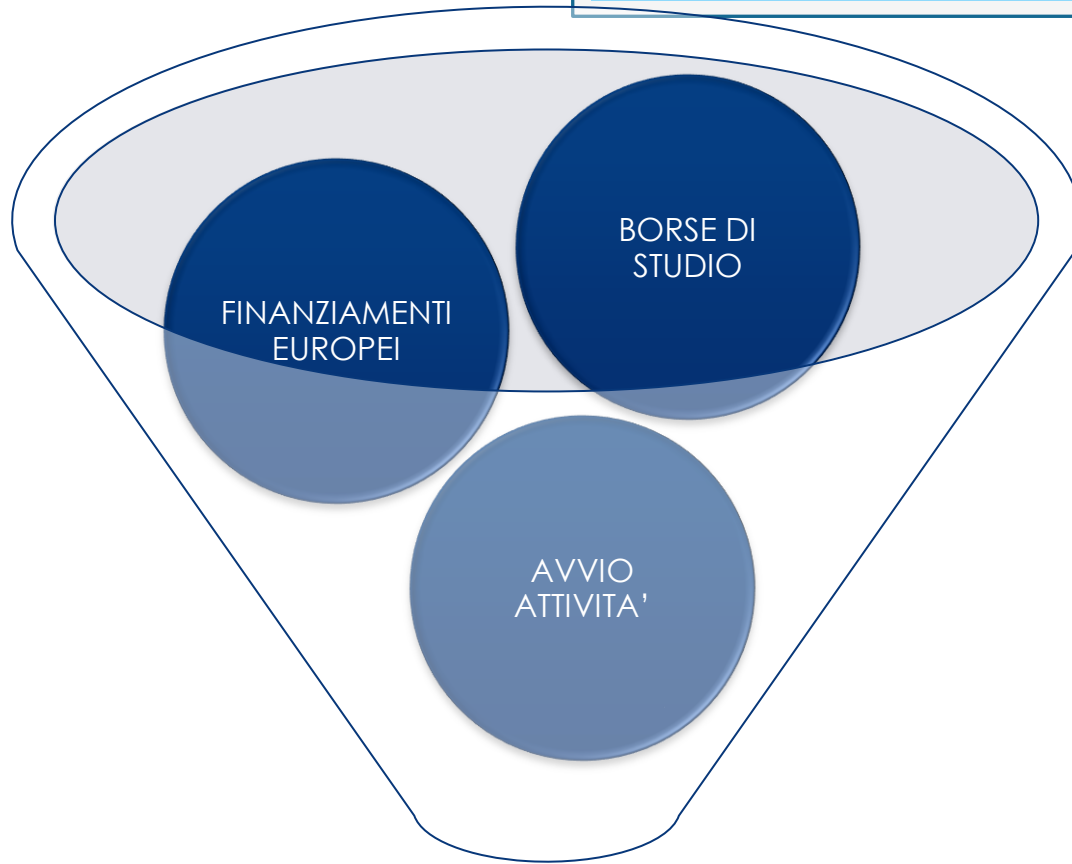 BORSE DI
STUDIO
FINANZIAMENTI
EUROPEI
AVVIO
ATTIVITA’